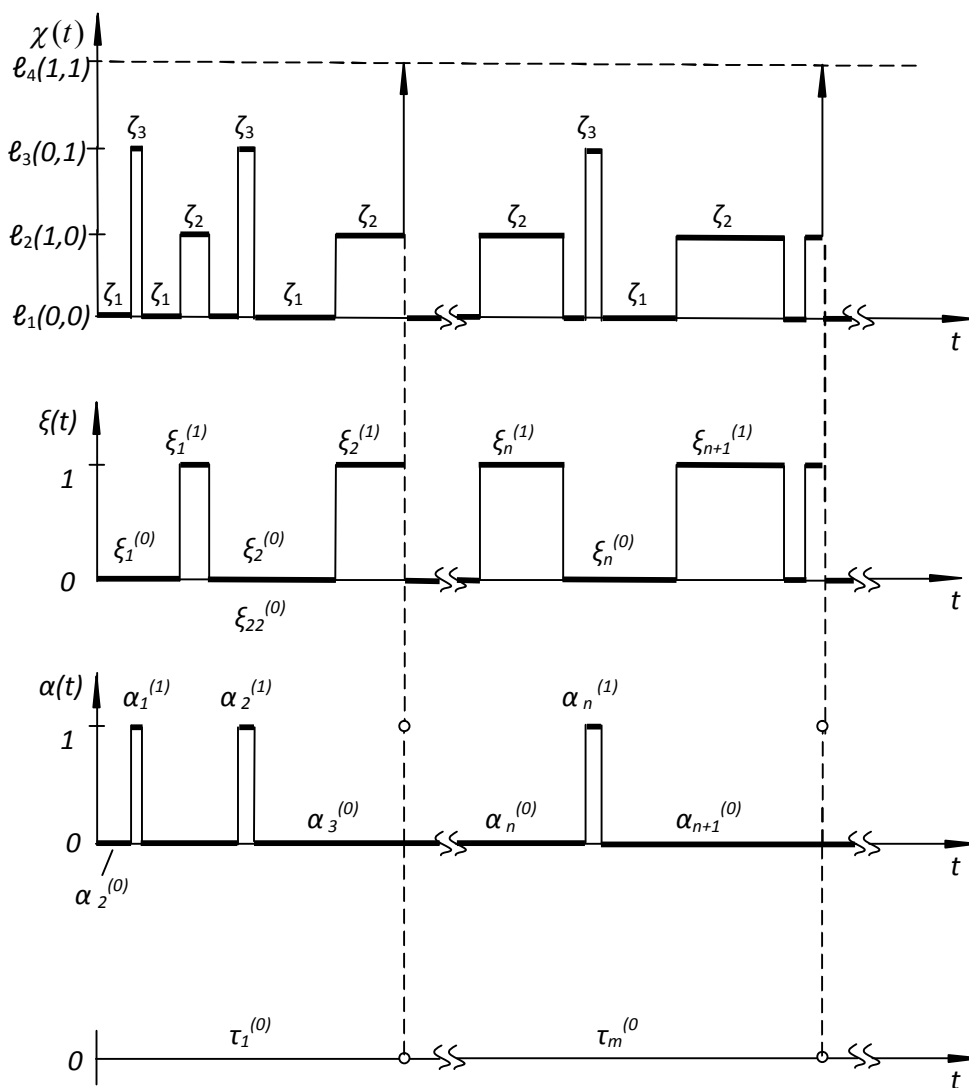 χ(t)
ℓ₄(1,1)
ζ₃ ζ₃ ζ₃
ℓ₃(0,1)
ζ₂ ζ₂ ζ₂ ζ₂
ℓ₂(1,0)
ζ₁ ζ₁ ζ₁ ζ₁
ℓ₁(0,0)
t
ξ(t)
ξ₁⁽¹⁾ ξ₂⁽¹⁾ ξₙ⁽¹⁾ ξₙ₊₁⁽¹⁾
1
ξ₁⁽⁰⁾ ξ₂⁽⁰⁾ ξₙ⁽⁰⁾
0
t
ξ₂₂⁽⁰⁾
α(t)
α₁⁽¹⁾ α₂⁽¹⁾ αₙ⁽¹⁾
1
α₃⁽⁰⁾ αₙ⁽⁰⁾ αₙ₊₁⁽⁰⁾
0
t
α₂⁽⁰⁾
τ₁⁽⁰⁾ τₘ⁽⁰
0
t